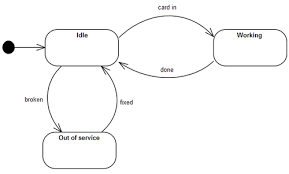 card in
Idle
Working
done
broken
fixed
Out of service